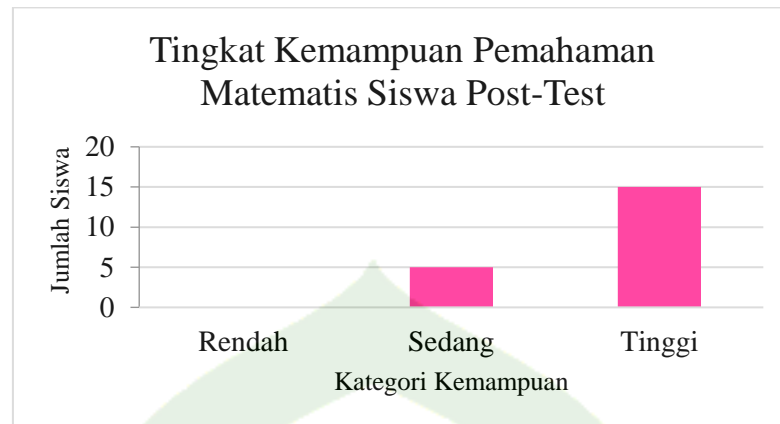 Tingkat Kemampuan Pemahaman
Matematis Siswa Post-Test
Jumlah Siswa
20
15
10
5
0
Rendah Sedang Tinggi
Kategori Kemampuan